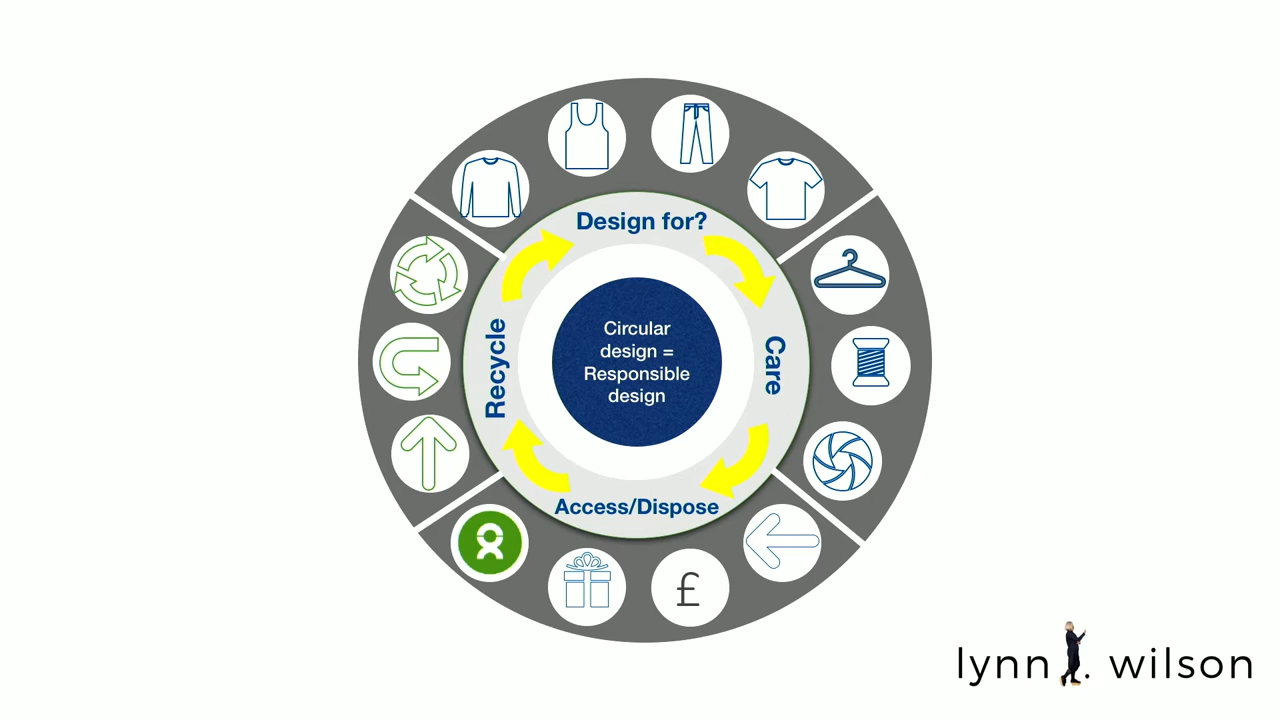 Design for?
Care
Access/Dispose
Recycle
Circular
design =
Responsible
design
£
lynn . wilson